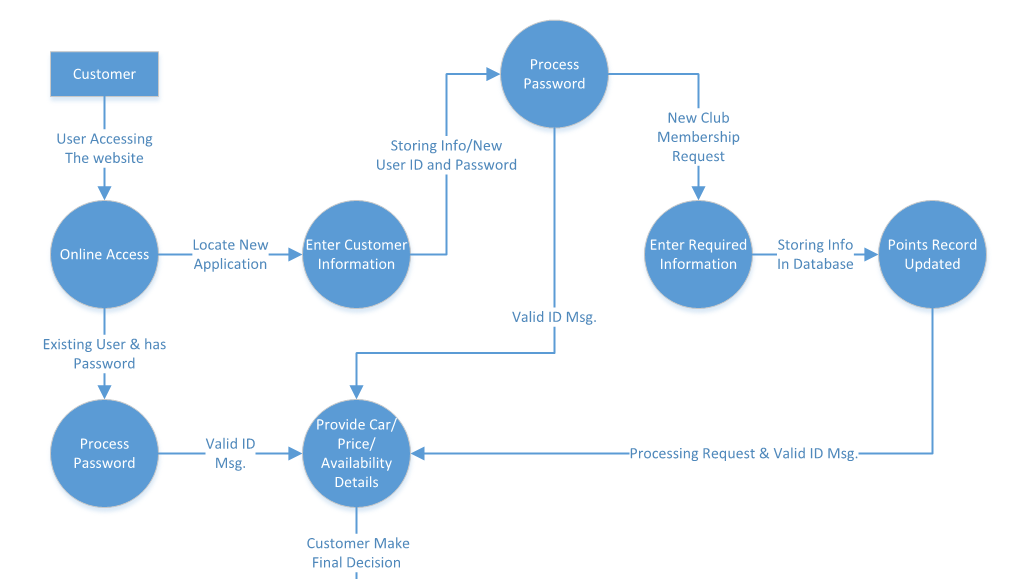 Customer
Process
Password
User Accessing
The website
Storing Info/New
User ID and Password
New Club
Membership
Request
Online Access
Locate New
Application
Enter Customer
Information
Enter Required
Information
Storing Info
In Database
Points Record
Updated
Valid ID Msg.
Existing User & has
Password
Process
Password
Valid ID
Msg.
Provide Car/
Price/
Availability
Details
Processing Request & Valid ID Msg.
Customer Make
Final Decision